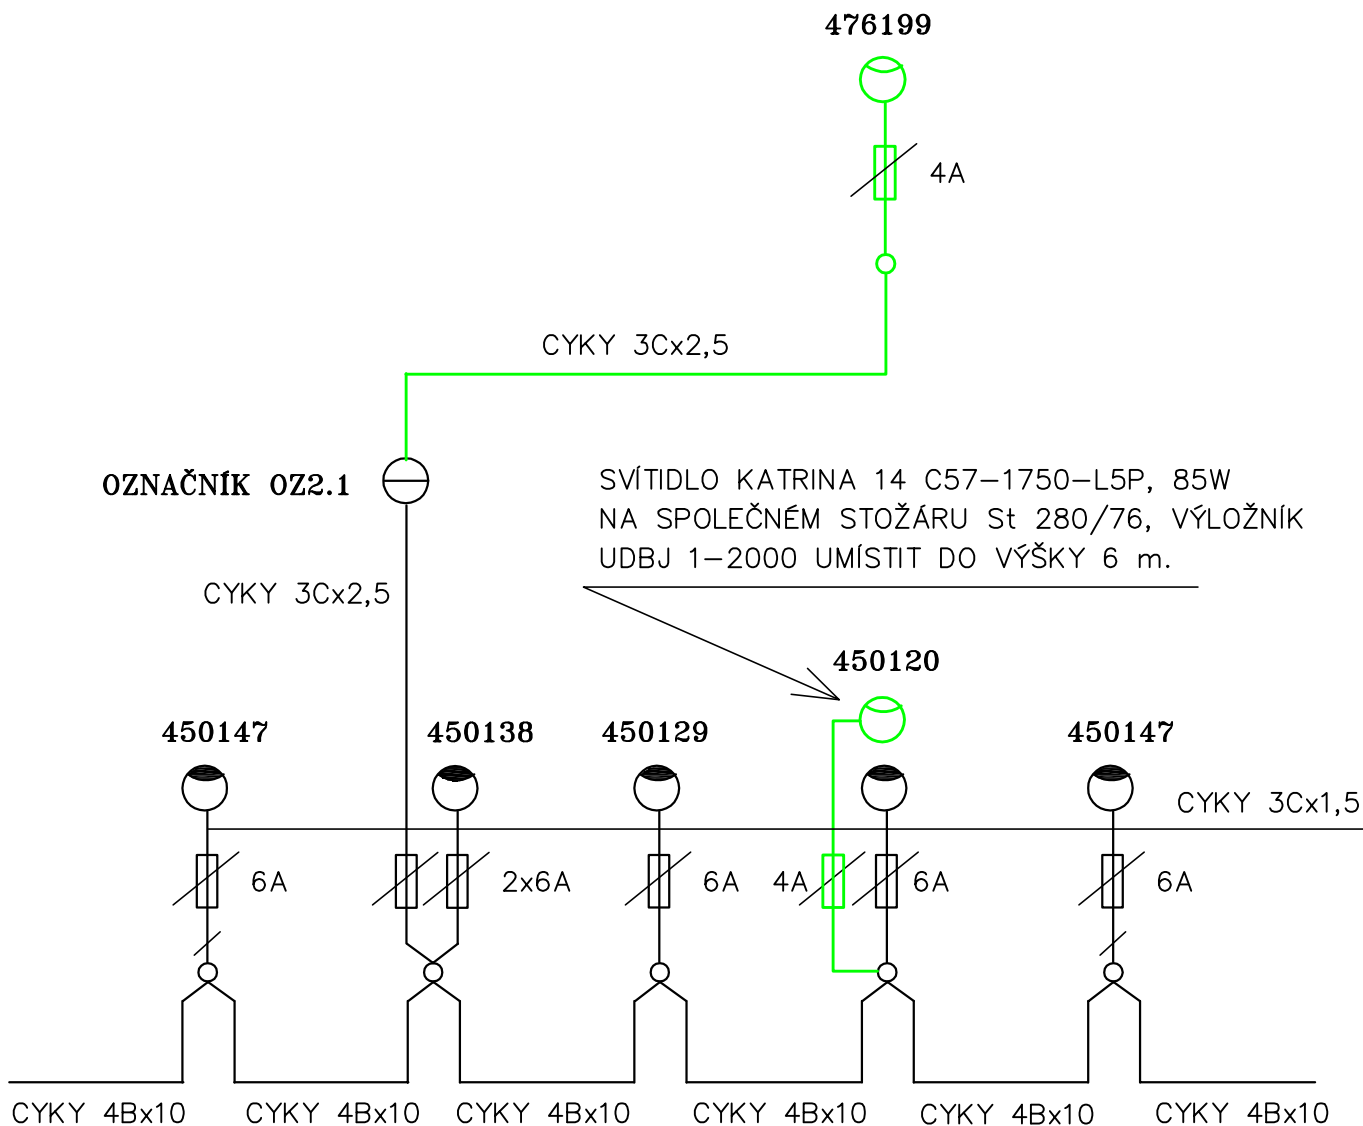 476199
4A
CYKY 3Cx2,5
OZNAČNÍK OZ2.1
SVÍTIDLO KATRINA 14 C57-1750-L5P, 85W
NA SPOLEČNÉM STOŽÁRU St 280/76, VÝLOŽNÍK
UDBJ 1-2000 UMÍSTIT DO VÝŠKY 6 m.
CYKY 3Cx2,5
450120
450147 450138 450129 450147
CYKY 3Cx1,5
6A 2x6A 6A 4A 6A 6A
CYKY 4Bx10 CYKY 4Bx10 CYKY 4Bx10 CYKY 4Bx10 CYKY 4Bx10 CYKY 4Bx10